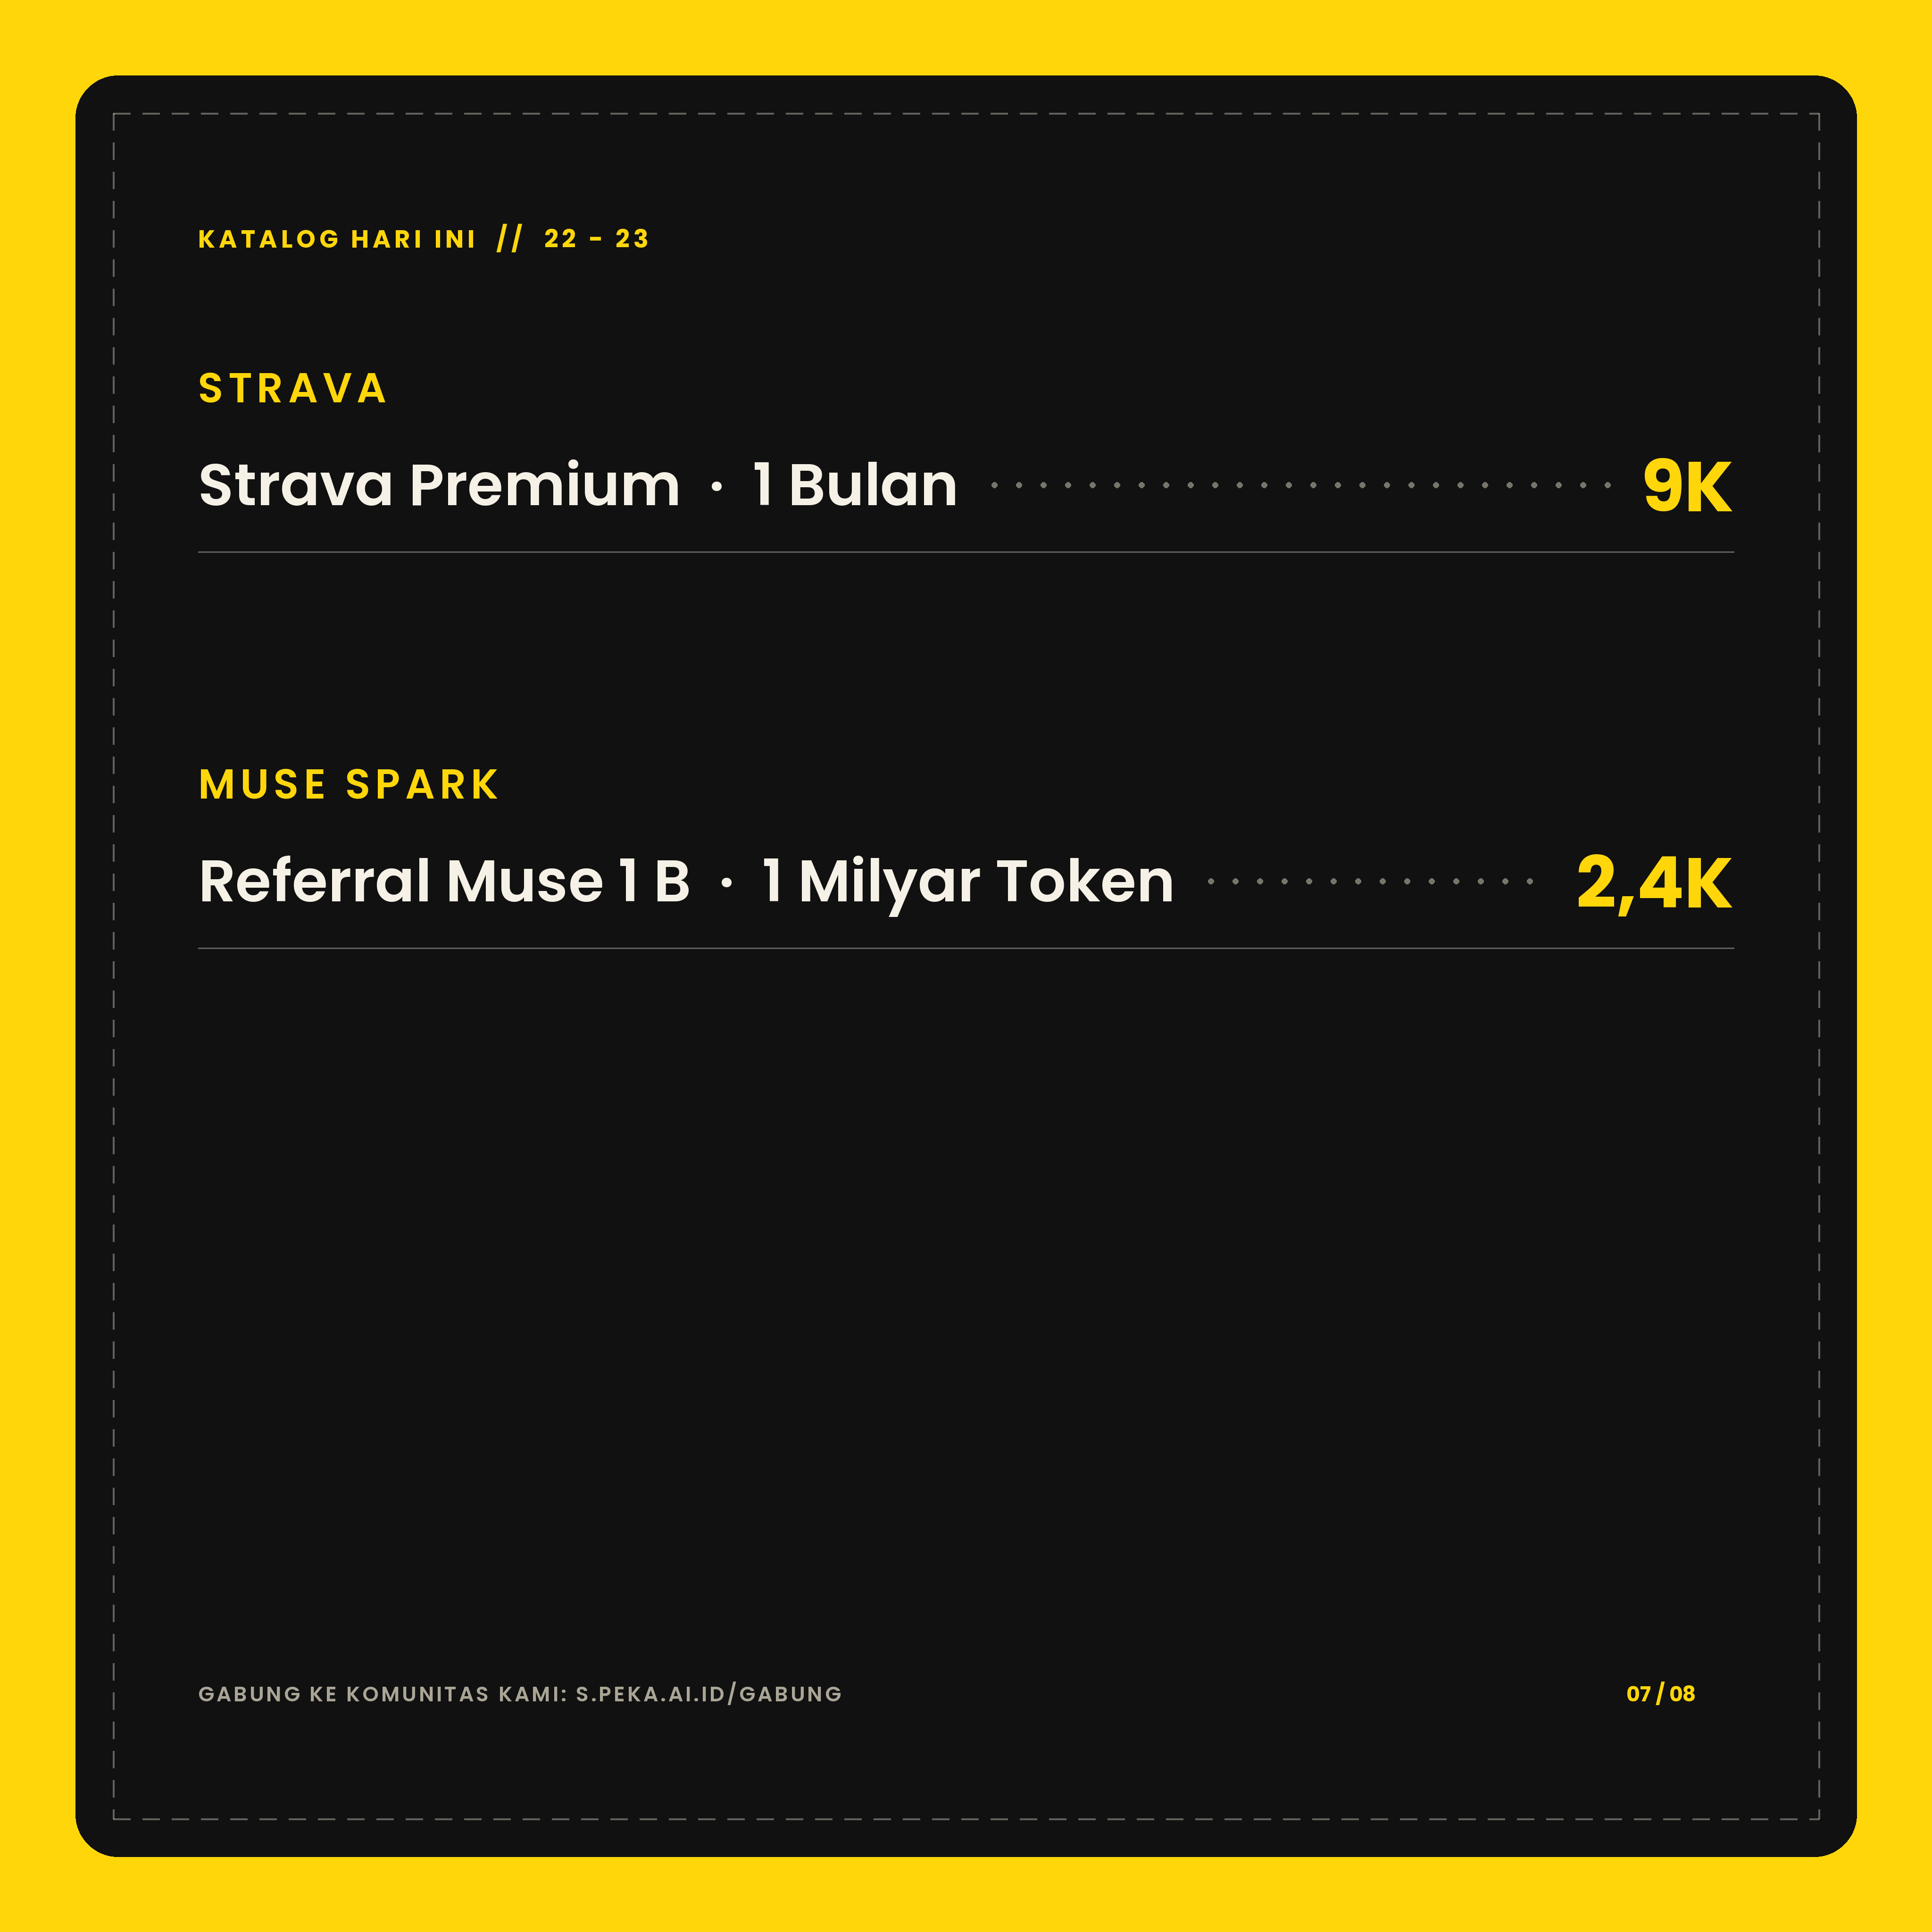 KATALOG HARI INI // 22 - 23
STRAVA
Strava Premium · 1 Bulan 9K
MUSE SPARK
Referral Muse 1 B · 1 Milyar Token 2,4K
GABUNG KE KOMUNITAS KAMI: S.PEKA.AI.ID/GABUNG 07 / 08